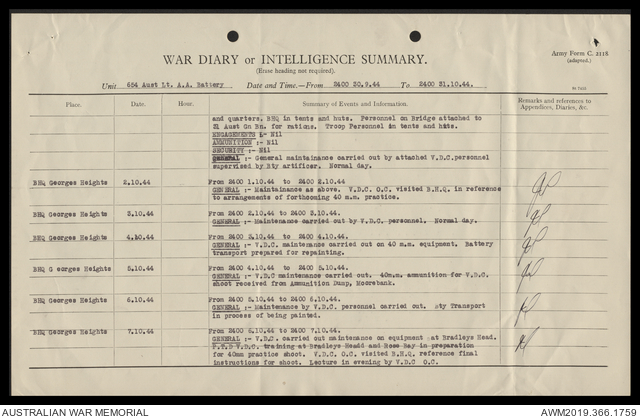 Army Form C. 2118
(adapted.)
WAR DIARY or INTELLIGENCE SUMMARY.
(Erase heading not required).
Unit 654 Aust Lt. A.A. Battery Date and Time.—From 2400 30.9.44 To 2400 31.10.44.
Place. Date. Hour. Summary of Events and Information. Remarks and references to Appendices, Diaries, &c.
and quarters. BHQ in tents and huts. Personnel on Bridge attached to
21 Aust Gn Bn. for rations. Troop Personnel in tents and huts.
ENGAGEMENTS :- Nil
AMMUNITION :- Nil
SECURITY :- Nil
GENERAL :- General maintainance carried out by attached V.D.C.personnel
supervised by Bty artificer. Normal day.
BHQ Georges Heights 2.10.44 From 2400 1.10.44 to 2400 2.10.44
GENERAL :- Maintainance as above. V.D.C. OC. visited B.H.Q. in reference
to arrangements of forthcoming 40 m.m. practice.
BHQ Georges Heights 3.10.44 From 2400 2.10.44 to 2400 3.10.44.
GENERAL :- Maintenance carried out by V.D.C. personnel. Normal day.
BHQ Georges Heights 4.10.44 From 2400 3.10.44 to 2400 4.10.44
GENERAL :- V.D.C. maintenance carried out on 40 m.m. equipment. Battery
transport prepared for repainting.
BHQ G eorges Heights 5.10.44 From 2400 4.10.44 to 2400 5.10.44
GENERAL :- V.D.C maintenance carried out. 40m.m. ammunition for V.D.C.
shoot received from Ammunition Dump, Moorebank.
BHQ Georges Heights 6.10.44 From 2400 5.10.44 to 2400 6.10.44.
GENERAL :- Maintenance by V.D.C. personnel carried out. Bty Transport
in process of being painted.
BHQ Georges Heights 7.10.44 From 2400 6.10.44 to 2400 7.10.44.
GENERAL :- V.D.C. carried out maintenance on equipment at Bradleys Head.
V.D.C. training at Bradleys Headd and Rose Bay in preparation
for 40mm practice shoot. V.D.C. O.C. visited B.H.Q. reference final
instructions for shoot. Lecture in evening by V.D.C O.C.
AUSTRALIAN WAR MEMORIAL
AWM2019.366.1759